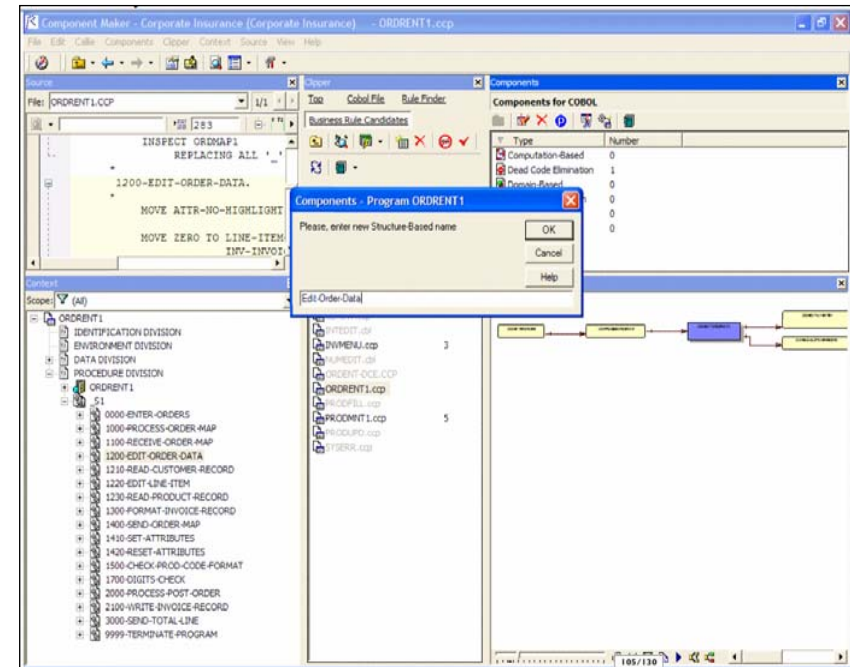 Component Maker - Corporate Insurance (Corporate Insurance) - ORDRENT1.ccp
File Edit Calle Components Clipper Context Source View Help
Source
Clipper
Components
File: ORDRENT1.CCP
1/1
283
INSPECT ORDMAP1
REPLACING ALL '_'
1200-EDIT-ORDER-DATA.
MOVE ATTR-NO-HIGHLIGHT
MOVE ZERO TO LINE-ITEM
INV-INVOI
Top Cobol File Rule Finder
Business Rule Candidates
Components for COBOL
Type Number
Computation-Based 0
Dead Code Elimination 1
Domain-Based 0
0
0
0
Components - Program ORDRENT1
Please, enter new Structure-Based name
OK
Cancel
Help
Edit-Order-Data
Context
Scope: (All)
ORDRENT1
IDENTIFICATION DIVISION
ENVIRONMENT DIVISION
DATA DIVISION
PROCEDURE DIVISION
ORDRENT1
_S1
0000-ENTER-ORDERS
1000-PROCESS-ORDER-MAP
1100-RECEIVE-ORDER-MAP
1200-EDIT-ORDER-DATA
1210-READ-CUSTOMER-RECORD
1220-EDIT-LINE-ITEM
1230-READ-PRODUCT-RECORD
1300-FORMAT-INVOICE-RECORD
1400-SEND-ORDER-MAP
1410-SET-ATTRIBUTES
1420-RESET-ATTRIBUTES
1500-CHECK-PROD-CODE-FORMAT
1700-DIGITS-CHECK
2000-PROCESS-POST-ORDER
2100-WRITE-INVOICE-RECORD
3000-SEND-TOTAL-LINE
9999-TERMINATE-PROGRAM
INTEDIT.cbl
INVMENU.ccp 3
NUMEDIT.cbl
ORDENT-DCE.CCP
ORDRENT1.ccp
PRODFILL.ccp
PRODMNT1.ccp 5
PRODUPD.ccp
SYSERR.ccp
105/130